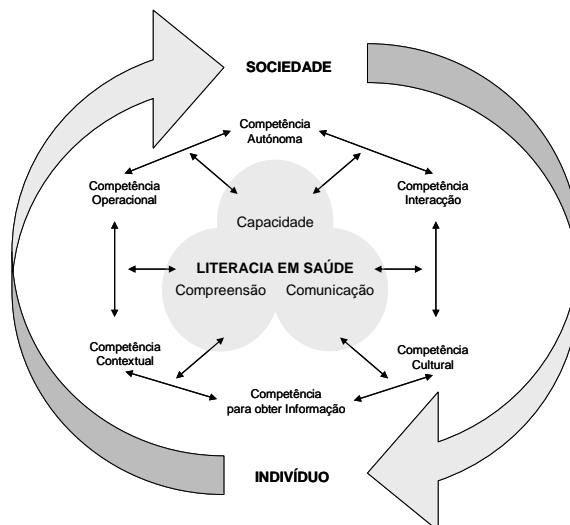 SOCIEDADE
Competência
Autónoma
Competência
Operacional
Competência
Interacção
Capacidade
LITERACIA EM SAÚDE
Compreensão
Comunicação
Competência
Contextual
Competência
Cultural
Competência
para obter Informação
INDIVÍDUO